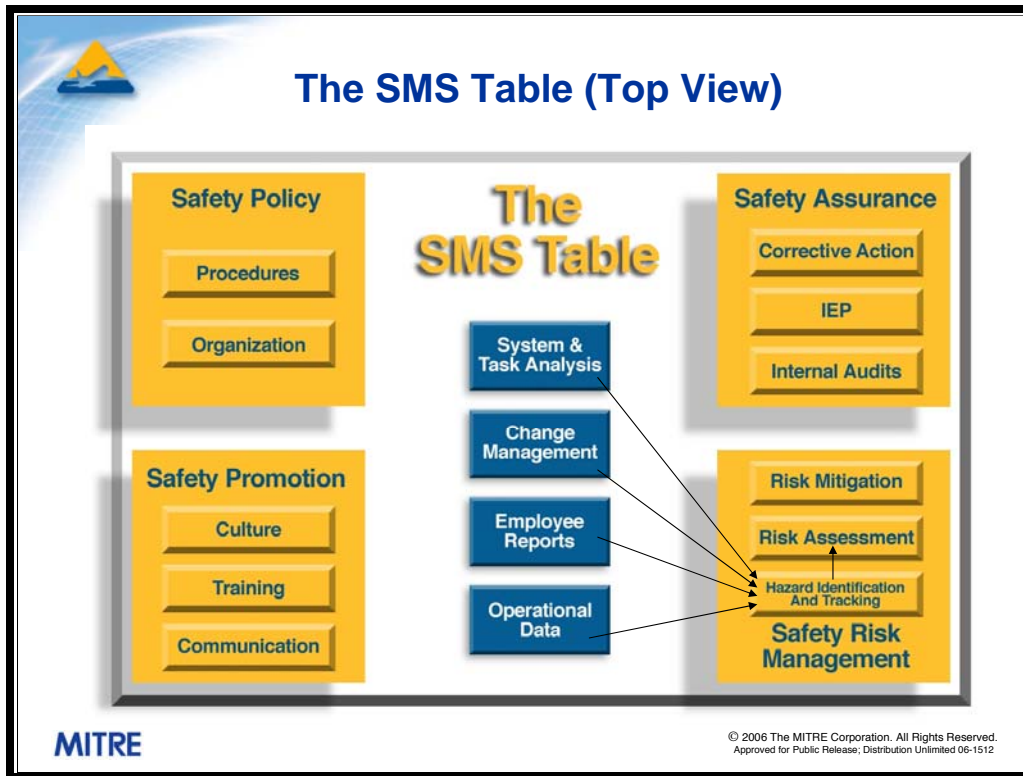 The SMS Table (Top View)
Safety Policy
Procedures
Organization
The
SMS Table
Safety Assurance
Corrective Action
IEP
Internal Audits
System &
Task Analysis
Change
Management
Employee
Reports
Operational
Data
Safety Promotion
Culture
Training
Communication
Risk Mitigation
Risk Assessment
Hazard Identification
And Tracking
Safety Risk
Management
MITRE
© 2006 The MITRE Corporation. All Rights Reserved.
Approved for Public Release; Distribution Unlimited 06-1512